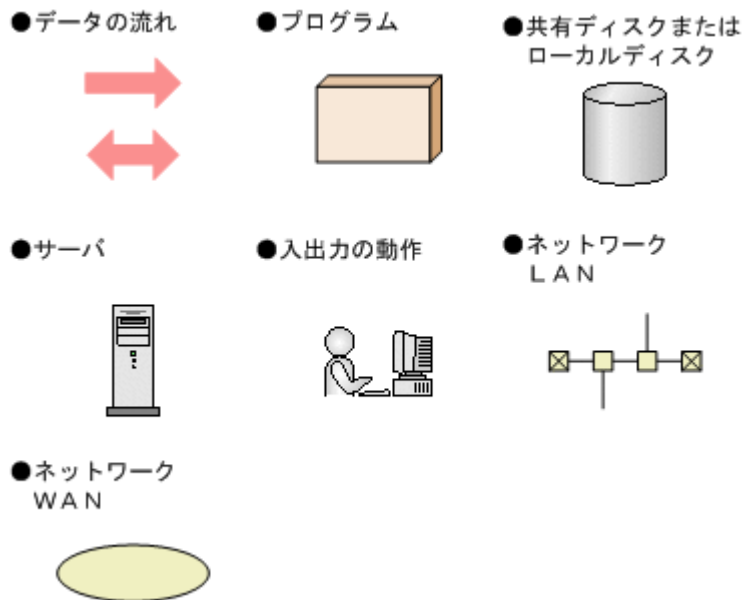 ●データの流れ
●プログラム
●共有ディスクまたは
ローカルディスク
●サーバ
●入出力の動作
●ネットワーク
ＬＡＮ
●ネットワーク
ＷＡＮ